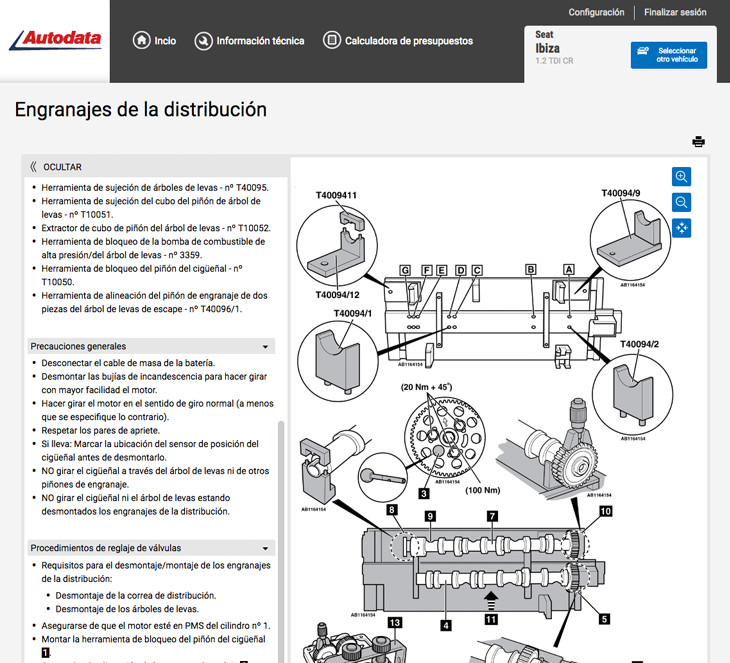 Configuración
Finalizar sesión
Autodata
Incio
Información técnica
Calculadora de presupuestos
Seat
Ibiza
1.2 TDI CR
Seleccionar
otro vehículo
Engranajes de la distribución
OCULTAR
Herramienta de sujeción de árboles de levas - nº T40095.
Herramienta de sujeción del cubo del piñón de árbol de
levas - nº T10051.
Extractor de cubo de piñón del árbol de levas - nº T10052.
Herramienta de bloqueo de la bomba de combustible de
alta presión/del árbol de levas - nº 3359.
Herramienta de bloqueo del piñón del cigüeñal - nº
T10050.
Herramienta de alineación del piñón de engranaje de dos
piezas del árbol de levas de escape - nº T40096/1.
Precauciones generales
Desconectar el cable de masa de la batería.
Desmontar las bujías de incandescencia para hacer girar
con mayor facilidad el motor.
Hacer girar el motor en el sentido de giro normal (a menos
que se especifique lo contrario).
Respetar los pares de apriete.
Si lleva: Marcar la ubicación del sensor de posición del
cigüeñal antes de desmontarlo.
NO girar el cigüeñal a través del árbol de levas ni de otros
piñones de engranaje.
NO girar el cigüeñal ni el árbol de levas estando
desmontados los engranajes de la distribución.
Procedimientos de reglaje de válvulas
Requisitos para el desmontaje/montaje de los engranajes
de la distribución:
Desmontaje de la correa de distribución.
Desmontaje de los árboles de levas.
Asegurarse de que el motor esté en PMS del cilindro nº 1.
Montar la herramienta de bloqueo del piñón del cigüeñal
1.
T4009411
T40094/9
T40094/12
AB1164154
G F E D C B A
T40094/1
AB1164154
T40094/2
AB1164154
(20 Nm + 45˚)
AB1164154
3
(100 Nm)
AB1164154
AB1164154
8
9
7
10
AB1164154
4
11
5
13